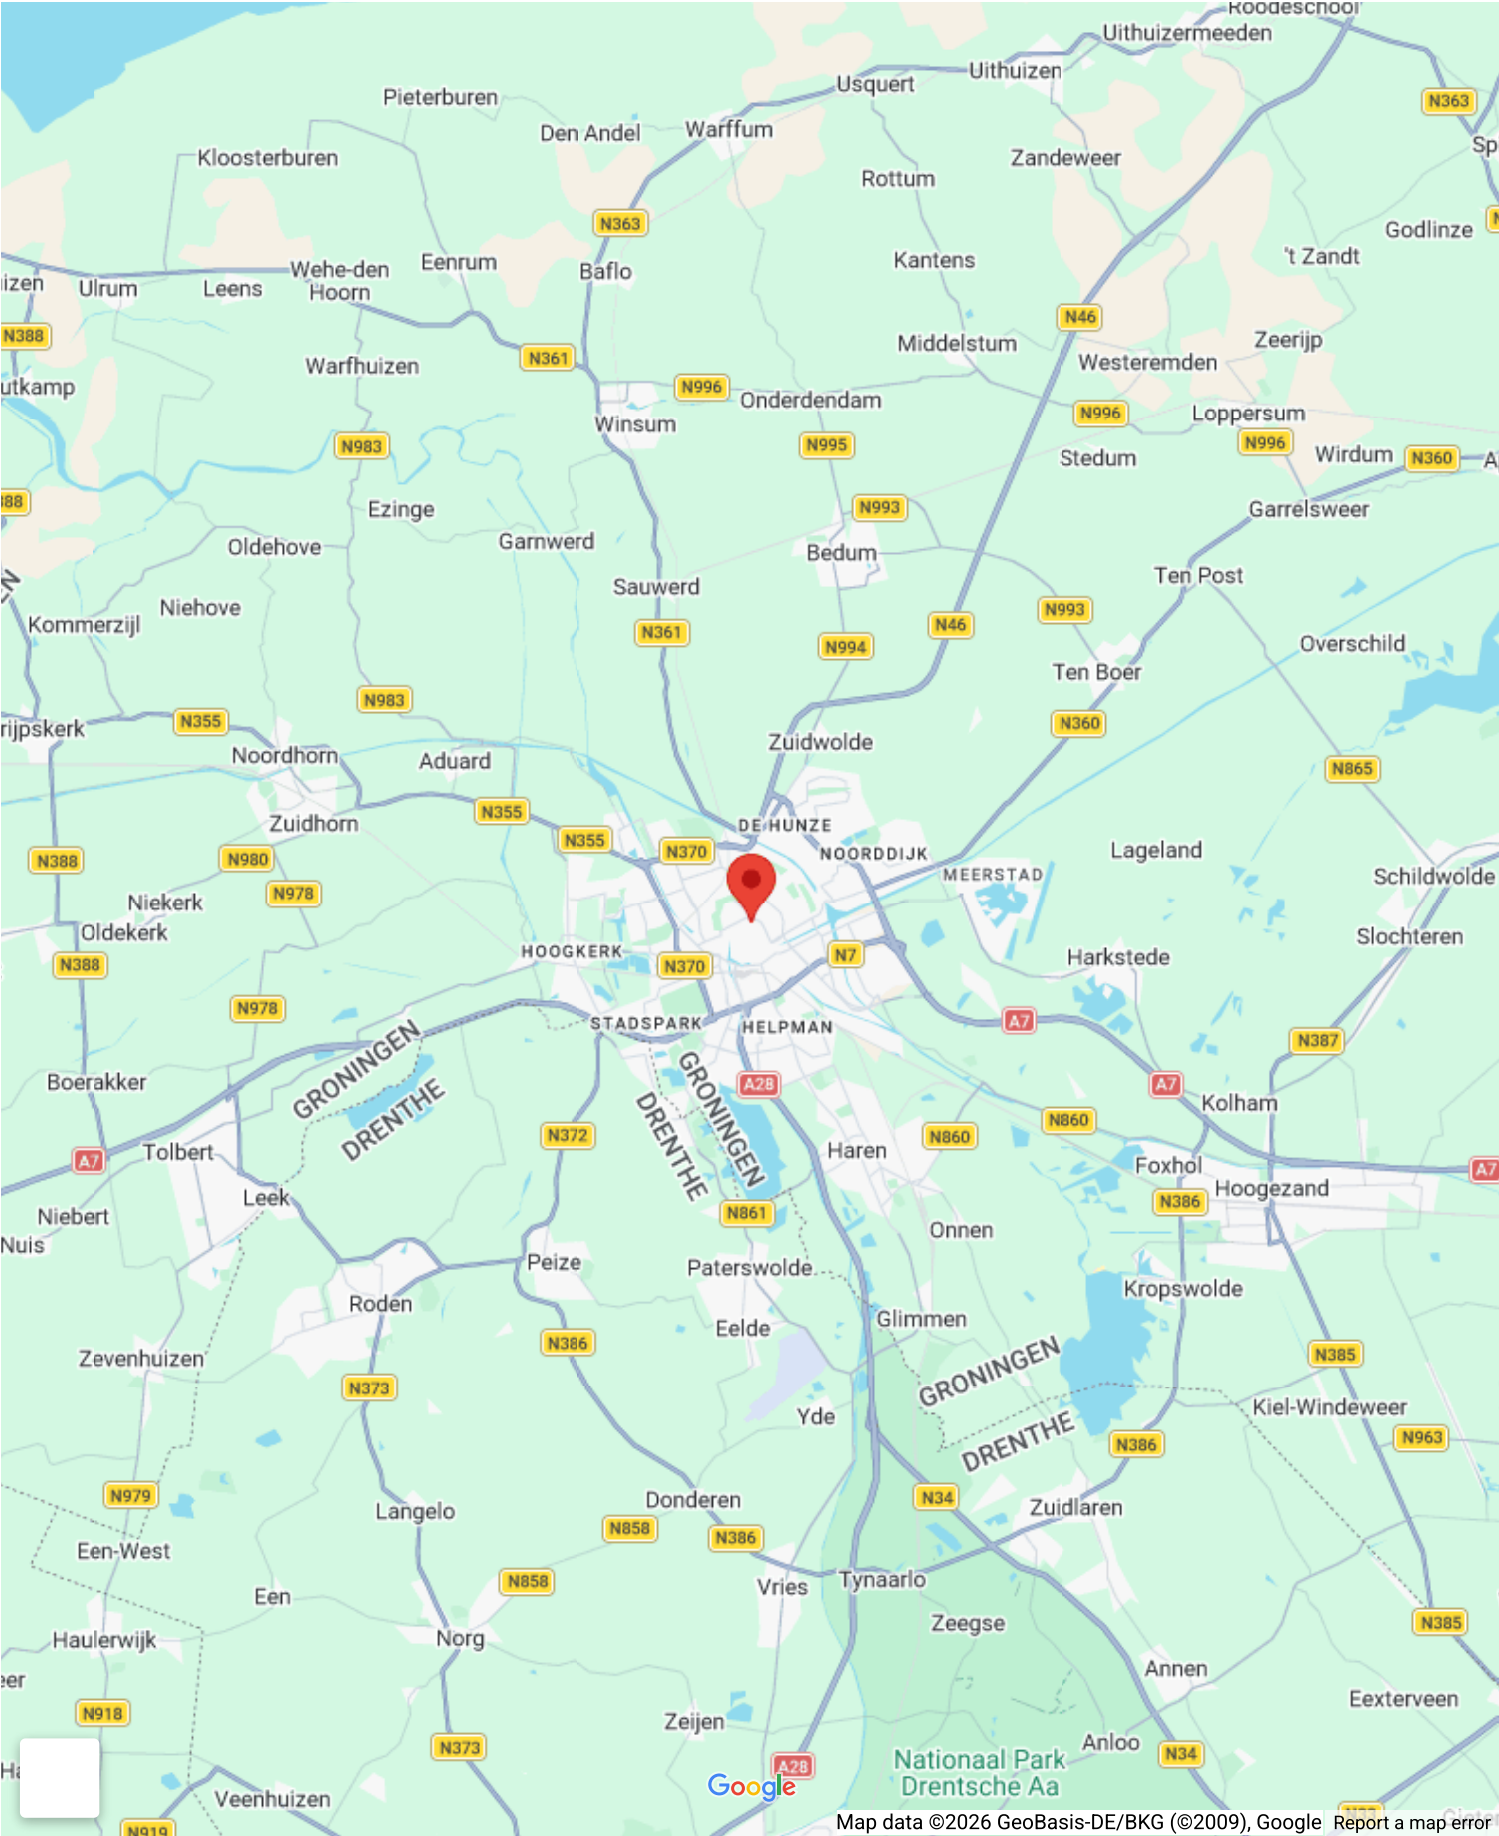 Roodeschool
Uithuizermeeden
Uithuizen
Usquert
Pieterburen
N363
Den Andel
Warffum
Kloosterburen
Zandeweer
Rottum
N363
Godlinze
Kantens
't Zandt
Eenrum
Wehe-den
Hoorn
Baflo
Ulrum
Leens
N46
N388
Zeerijp
Middelstum
N361
Westeremden
Warfhuizen
N996
Onderdendam
N996
Loppersum
Winsum
N983
N995
N996
Wirdum
N360
Stedum
Ezinge
N993
Garrelsweer
Oldehove
Garnwerd
Bedum
Ten Post
Sauwerd
Niehove
N993
Kommerzijl
N361
N46
N994
Overschild
Ten Boer
N983
N355
N360
rijpskerk
Zuidwolde
Noordhorn
Aduard
N865
N355
Zuidhorn
DE HUNZE
N355
N370
NOORDDIJK
Lageland
N388
N980
MEERSTAD
Schildwolde
N978
Niekerk
Oldekerk
Slochteren
HOOGKERK
N7
Harkstede
N388
N370
N978
STADSPARK
HELPMAN
A7
N387
GRONINGEN
DRENTHE
GRONINGEN
DRENTHE
Boerakker
A28
A7
Kolham
N372
N860
N860
Tolbert
Haren
A7
Foxhol
A7
Leek
N386
Hoogezand
Niebert
N861
Nuis
Onnen
Peize
Paterswolde
Kropswolde
Roden
Glimmen
Eelde
N386
Zevenhuizen
N385
GRONINGEN
DRENTHE
N373
Yde
Kiel-Windeweer
N386
N963
N979
N34
Langelo
Donderen
Zuidlaren
N858
N386
Een-West
N858
Vries
Tynaarlo
Een
Zeegse
N385
Haulerwijk
Norg
Annen
Eexterveen
N918
Zeijen
Anloo
N373
N34
A28
Nationaal Park
Drentsche Aa
Google
Veenhuizen
N33
N919
Map data ©2026 GeoBasis-DE/BKG (©2009), Google
Report a map error